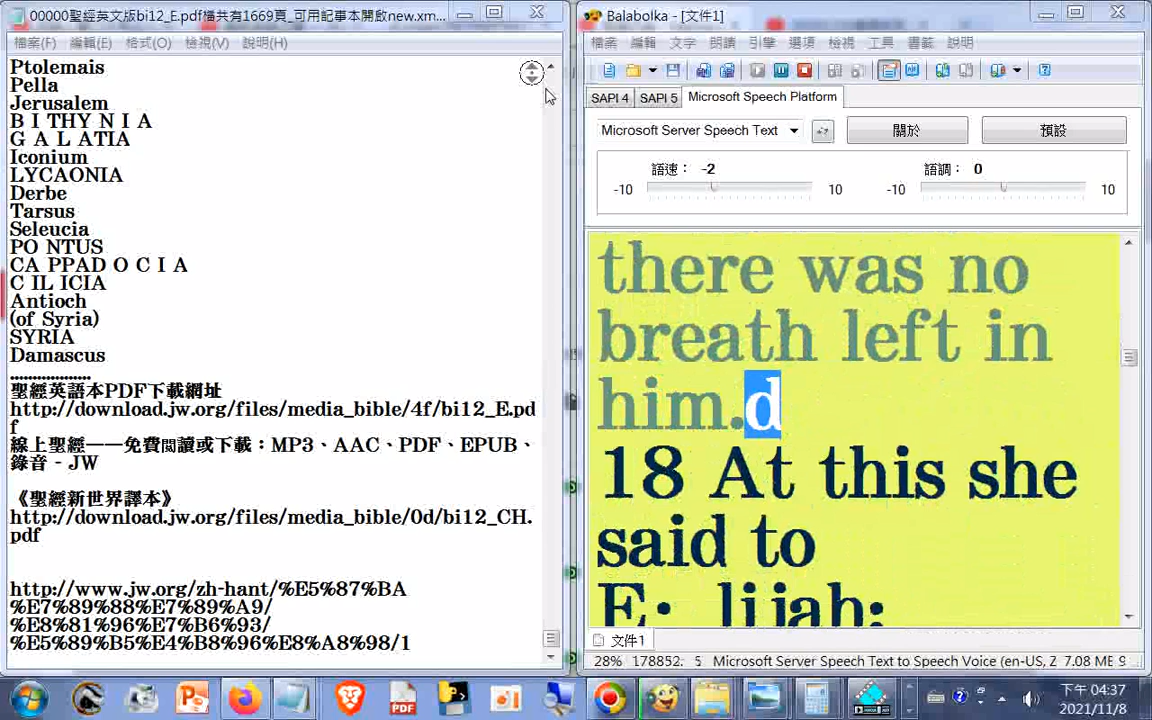 00000聖經英文版bi12_E.pdf檔共有1669頁_可用記事本開啟new.xm...
檔案(F) 編輯(E) 格式(O) 檢視(V) 說明(H)
Ptolemais
Pella
Jerusalem
B I THY N I A
G A L ATIA
Iconium
LYCAONIA
Derbe
Tarsus
Seleucia
PO NTUS
CA PPAD O C I A
C IL ICIA
Antioch
(of Syria)
SYRIA
Damascus
..................
聖經英語本PDF下載網址
http://download.jw.org/files/media_bible/4f/bi12_E.pd
f
線上聖經——免費閱讀或下載：MP3、AAC、PDF、EPUB、
錄音 - JW
《聖經新世界譯本》
http://download.jw.org/files/media_bible/0d/bi12_CH.
pdf
http://www.jw.org/zh-hant/%E5%87%BA
%E7%89%88%E7%89%A9/
%E8%81%96%E7%B6%93/
%E5%89%B5%E4%B8%96%E8%A8%98/1
Balabolka - [文件1]
檔案 編輯 文字 朗讀 引擎 選項 檢視 工具 書籤 說明
SAPI 4 SAPI 5 Microsoft Speech Platform
Microsoft Server Speech Text 關於 預設
語速： -2 語調： 0
-10 10 -10 10
there was no
breath left in
him.d
18 At this she
said to
E· lijah:
文件1
28% 178852. Microsoft Server Speech Text to Speech Voice (en-US, Z 7.08 ME 9
PDF
下午 04:37
2021/11/8